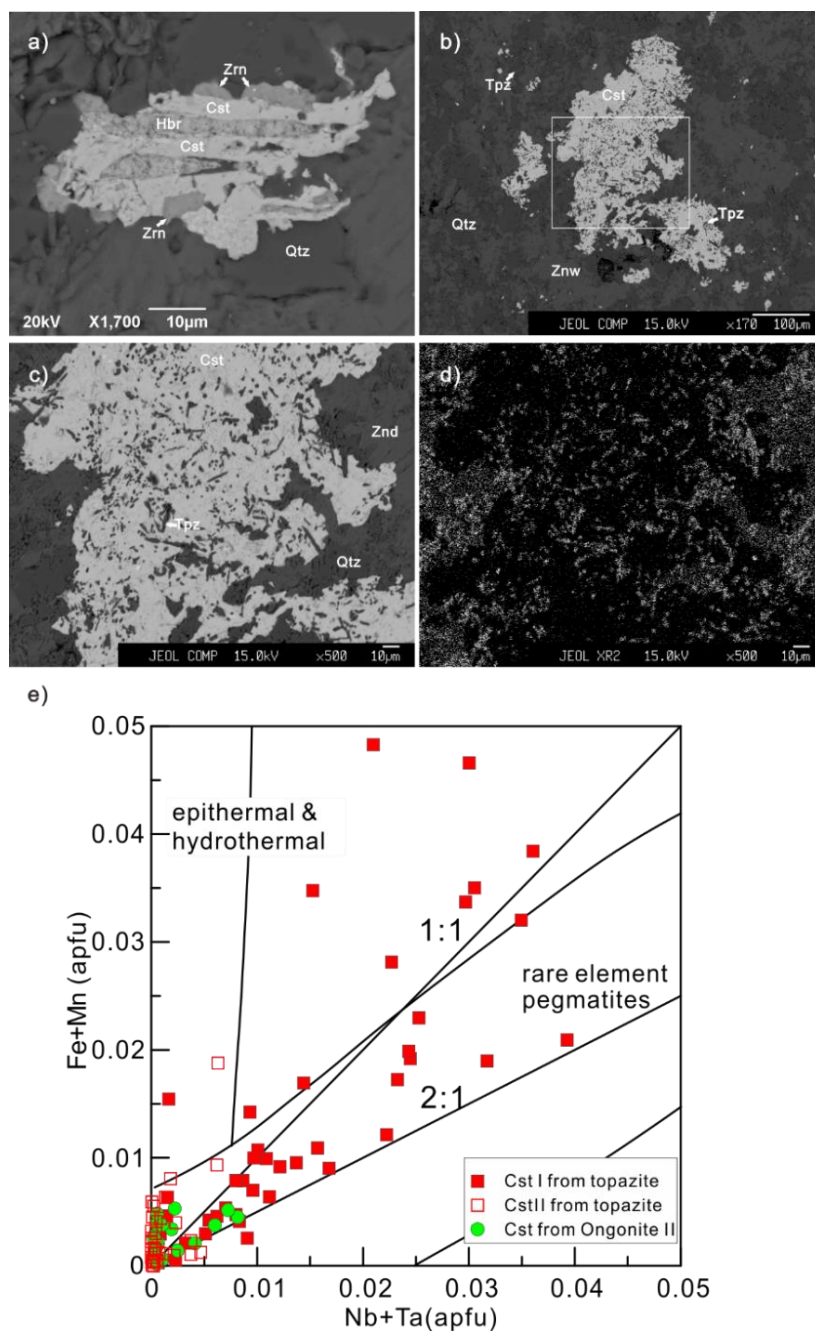 a)
Zrn
Cst
Hbr
Cst
Zrn
Qtz
20kV X1,700 10μm
b)
Tpz
Cst
Qtz
Tpz
Znw
JEOL COMP 15.0kV ×170 100μm
c)
Cst
Znd
Tpz
Qtz
JEOL COMP 15.0kV ×500 10μm
d)
JEOL XR2 15.0kV ×500 10μm
e)
0.05
0.04
0.03
0.02
0.01
0
Fe+Mn (apfu)
epithermal &
hydrothermal
1:1
rare element
pegmatites
2:1
Cst I from topazite
CstII from topazite
Cst from Ongonite II
0 0.01 0.02 0.03 0.04 0.05
Nb+Ta(apfu)